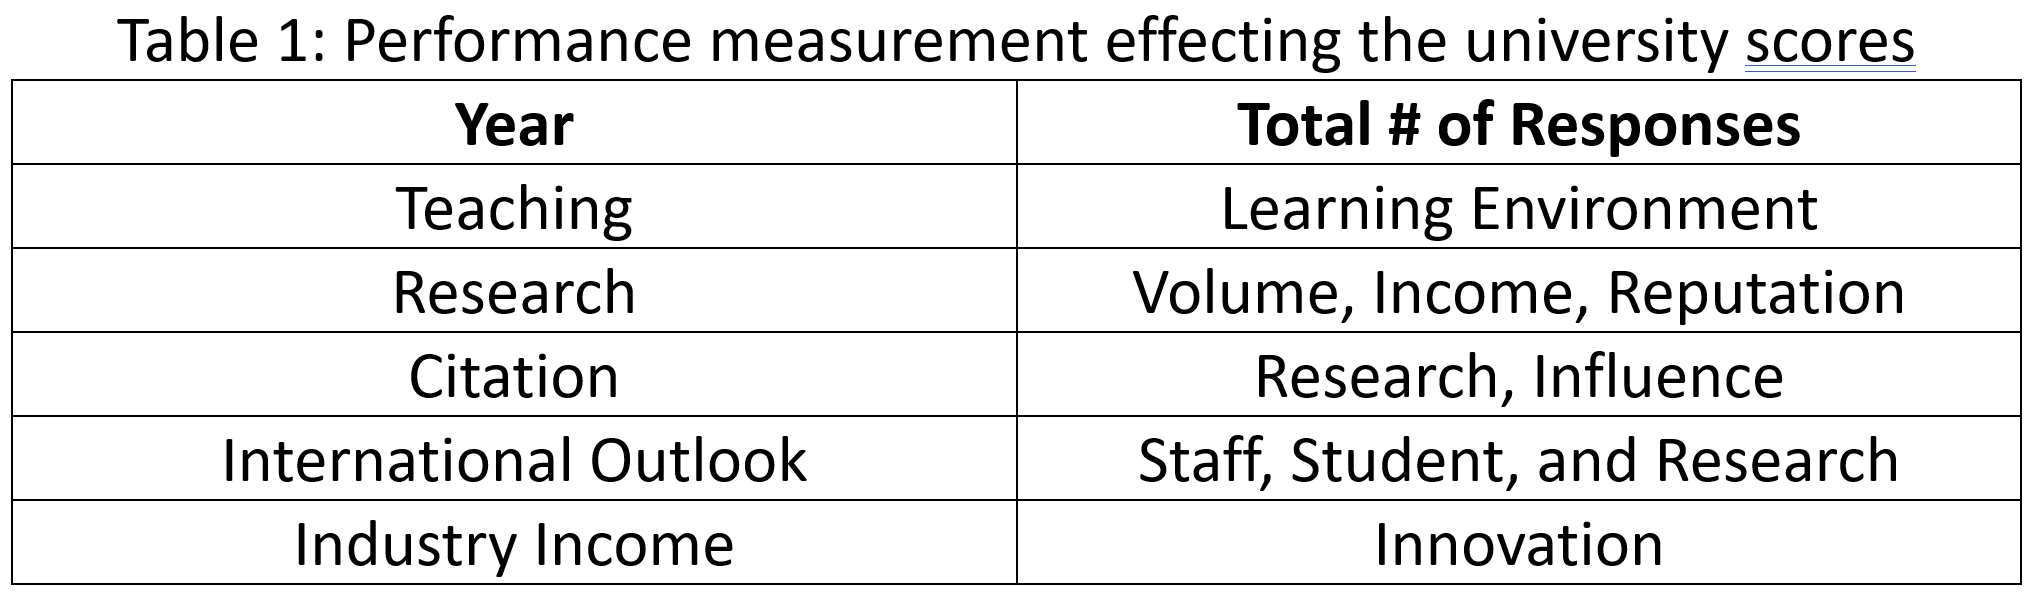 Table 1: Performance measurement effecting the university scores
Year Total # of Responses
Teaching Learning Environment
Research Volume, Income, Reputation
Citation Research, Influence
International Outlook Staff, Student, and Research
Industry Income Innovation